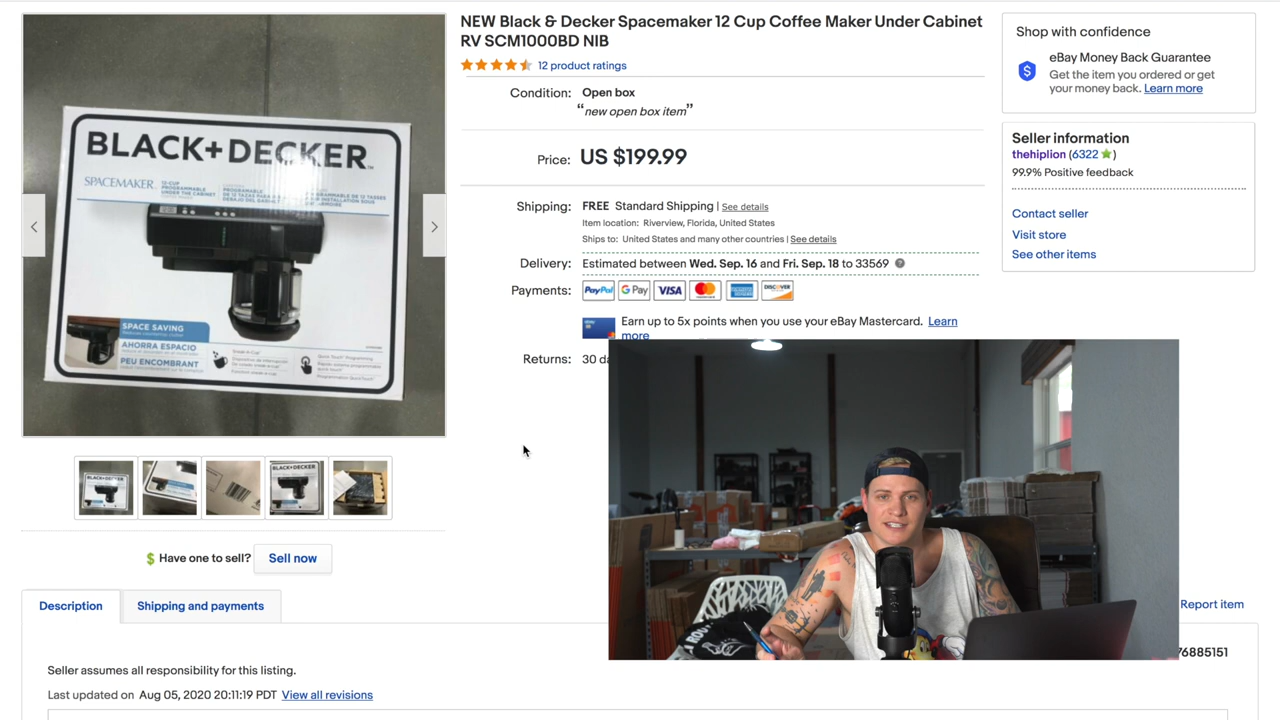 NEW Black & Decker Spacemaker 12 Cup Coffee Maker Under Cabinet
RV SCM1000BD NIB
12 product ratings
Condition: Open box
“new open box item”
Price: US $199.99
Shipping: FREE Standard Shipping | See details
Item location: Riverview, Florida, United States
Ships to: United States and many other countries | See details
Delivery: Estimated between Wed. Sep. 16 and Fri. Sep. 18 to 33569
Payments: PayPal G Pay VISA DISCOVER
Earn up to 5x points when you use your eBay Mastercard. Learn
more
Returns: 30 da
Shop with confidence
eBay Money Back Guarantee
Get the item you ordered or get
your money back. Learn more
Seller information
thehiplion (6322)
99.9% Positive feedback
Contact seller
Visit store
See other items
BLACK+DECKER
SPACEMAKER
SPACE SAVING
AHORRA ESPACIO
PEU ENCOMBRANT
$ Have one to sell? Sell now
Report item
Description
Shipping and payments
76885151
Seller assumes all responsibility for this listing.
Last updated on Aug 05, 2020 20:11:19 PDT View all revisions